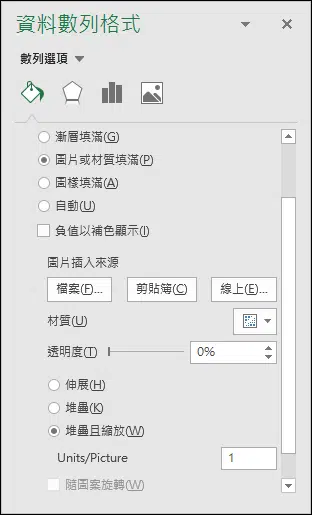 資料數列格式
數列選項
漸層填滿(G)
圖片或材質填滿(P)
圖樣填滿(A)
自動(U)
負值以補色顯示(I)
圖片插入來源
檔案(F)... 剪貼簿(C) 線上(E)...
材質(U)
透明度(T) 0%
伸展(H)
堆疊(K)
堆疊且縮放(W)
Units/Picture 1
隨圖案旋轉(W)